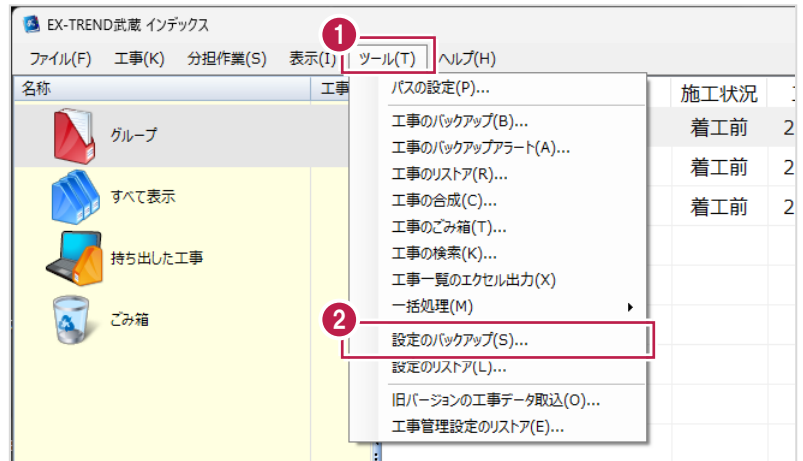 EX-TREND武蔵 インデックス
1
ファイル(F) 工事(K) 分担作業(S) 表示(I) ツール(T) ヘルプ(H)
名称 工事 施工状況
グループ
すべて表示
持ち出した工事
ごみ箱
パスの設定(P)...
工事のバックアップ(B)...
工事のバックアップアラート(A)...
工事のリストア(R)...
工事の合成(C)...
工事のごみ箱(T)...
工事の検索(K)...
工事一覧のエクセル出力(X)
一括処理(M)
2
設定のバックアップ(S)...
設定のリストア(L)...
旧バージョンの工事データ取込(O)...
工事管理設定のリストア(E)...
着工前 2
着工前 2
着工前 2